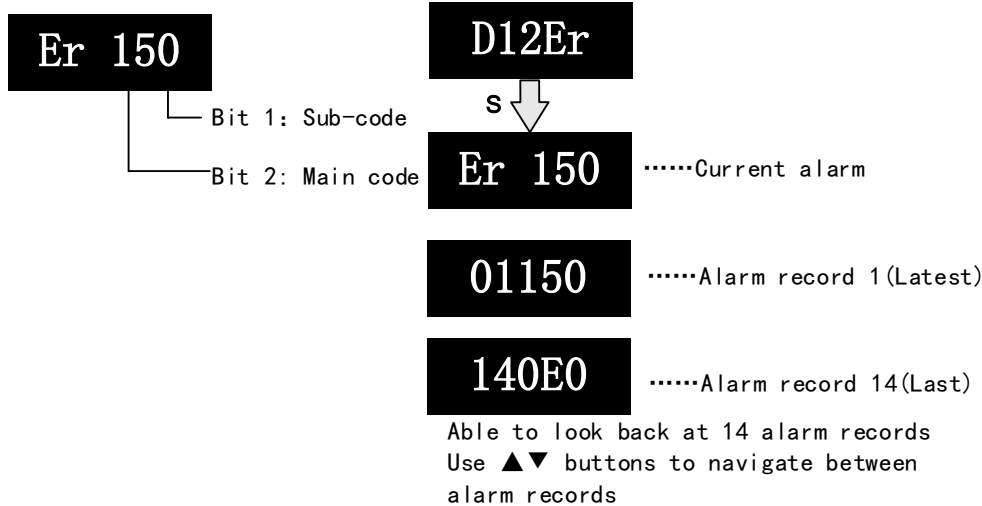 Er 150
Bit 1: Sub-code
Bit 2: Main code
D12Er
S
Er 150
······Current alarm
01150
······Alarm record 1(Latest)
140E0
······Alarm record 14(Last)
Able to look back at 14 alarm records
Use ▲▼ buttons to navigate between
alarm records